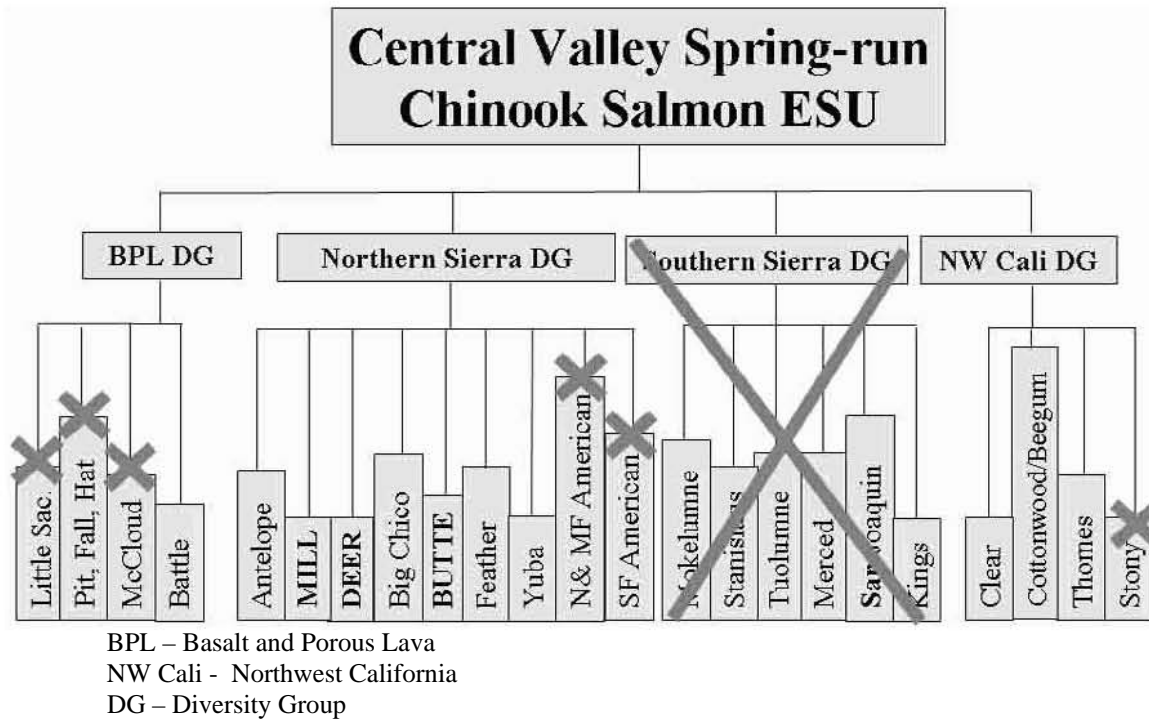 Central Valley Spring-run
Chinook Salmon ESU
BPL DG
Northern Sierra DG
Southern Sierra DG
NW Cali DG
Little Sac.
Pit, Fall, Hat
McCloud
Battle
Antelope
MILL
DEER
Big Chico
BUTTE
Feather
Yuba
N& MF American
SF American
Mokelumne
Stanislaus
Tuolumne
Merced
San Joaquin
Kings
Clear
Cottonwood/Beegum
Thomes
Stony
BPL – Basalt and Porous Lava
NW Cali - Northwest California
DG – Diversity Group